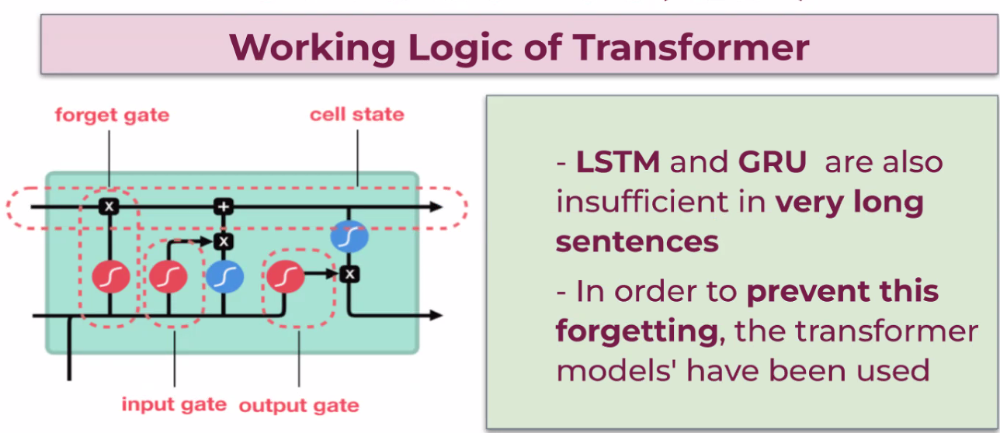 Working Logic of Transformer
forget gate
cell state
x
+
x
x
input gate
output gate
- LSTM and GRU are also
insufficient in very long
sentences
- In order to prevent this
forgetting, the transformer
models' have been used